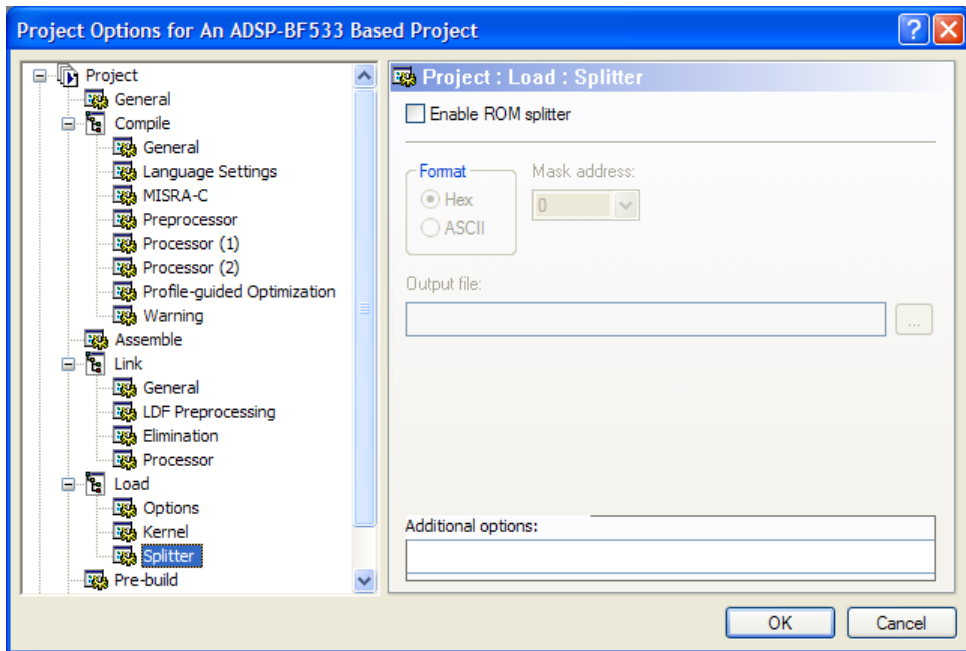 Project Options for An ADSP-BF533 Based Project
Project
General
Compile
General
Language Settings
MISRA-C
Preprocessor
Processor (1)
Processor (2)
Profile-guided Optimization
Warning
Assemble
Link
General
LDF Preprocessing
Elimination
Processor
Load
Options
Kernel
Splitter
Pre-build
Project : Load : Splitter
Enable ROM splitter
Format
Hex
ASCII
Mask address:
0
Output file:
...
Additional options:
OK
Cancel